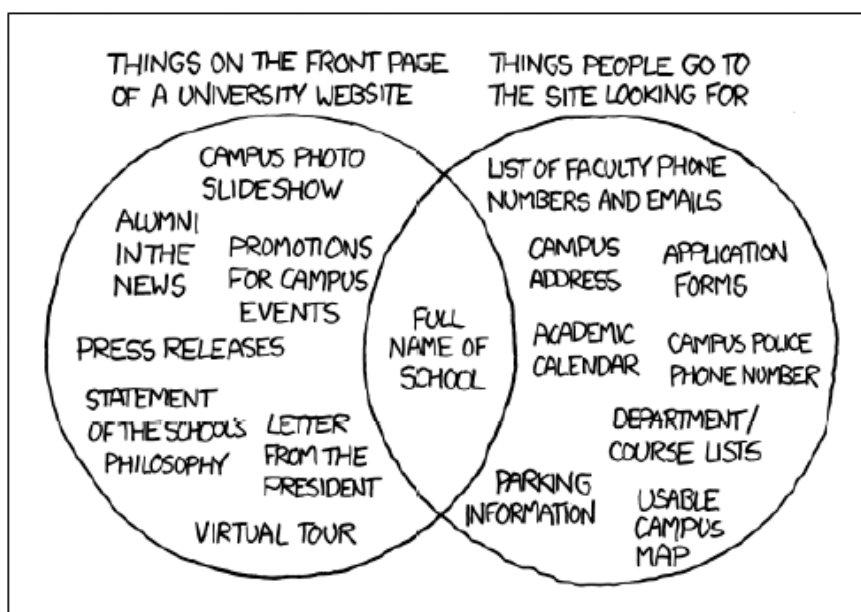 THINGS ON THE FRONT PAGE
OF A UNIVERSITY WEBSITE
THINGS PEOPLE GO TO
THE SITE LOOKING FOR
CAMPUS PHOTO
SLIDESHOW
ALUMNI
IN THE
NEWS
PROMOTIONS
FOR CAMPUS
EVENTS
PRESS RELEASES
STATEMENT
OF THE SCHOOL'S
PHILOSOPHY
LETTER
FROM THE
PRESIDENT
VIRTUAL TOUR
FULL
NAME OF
SCHOOL
LIST OF FACULTY PHONE
NUMBERS AND EMAILS
CAMPUS
ADDRESS
APPLICATION
FORMS
ACADEMIC
CALENDAR
CAMPUS POLICE
PHONE NUMBER
DEPARTMENT/
COURSE LISTS
PARKING
INFORMATION
USABLE
CAMPUS
MAP